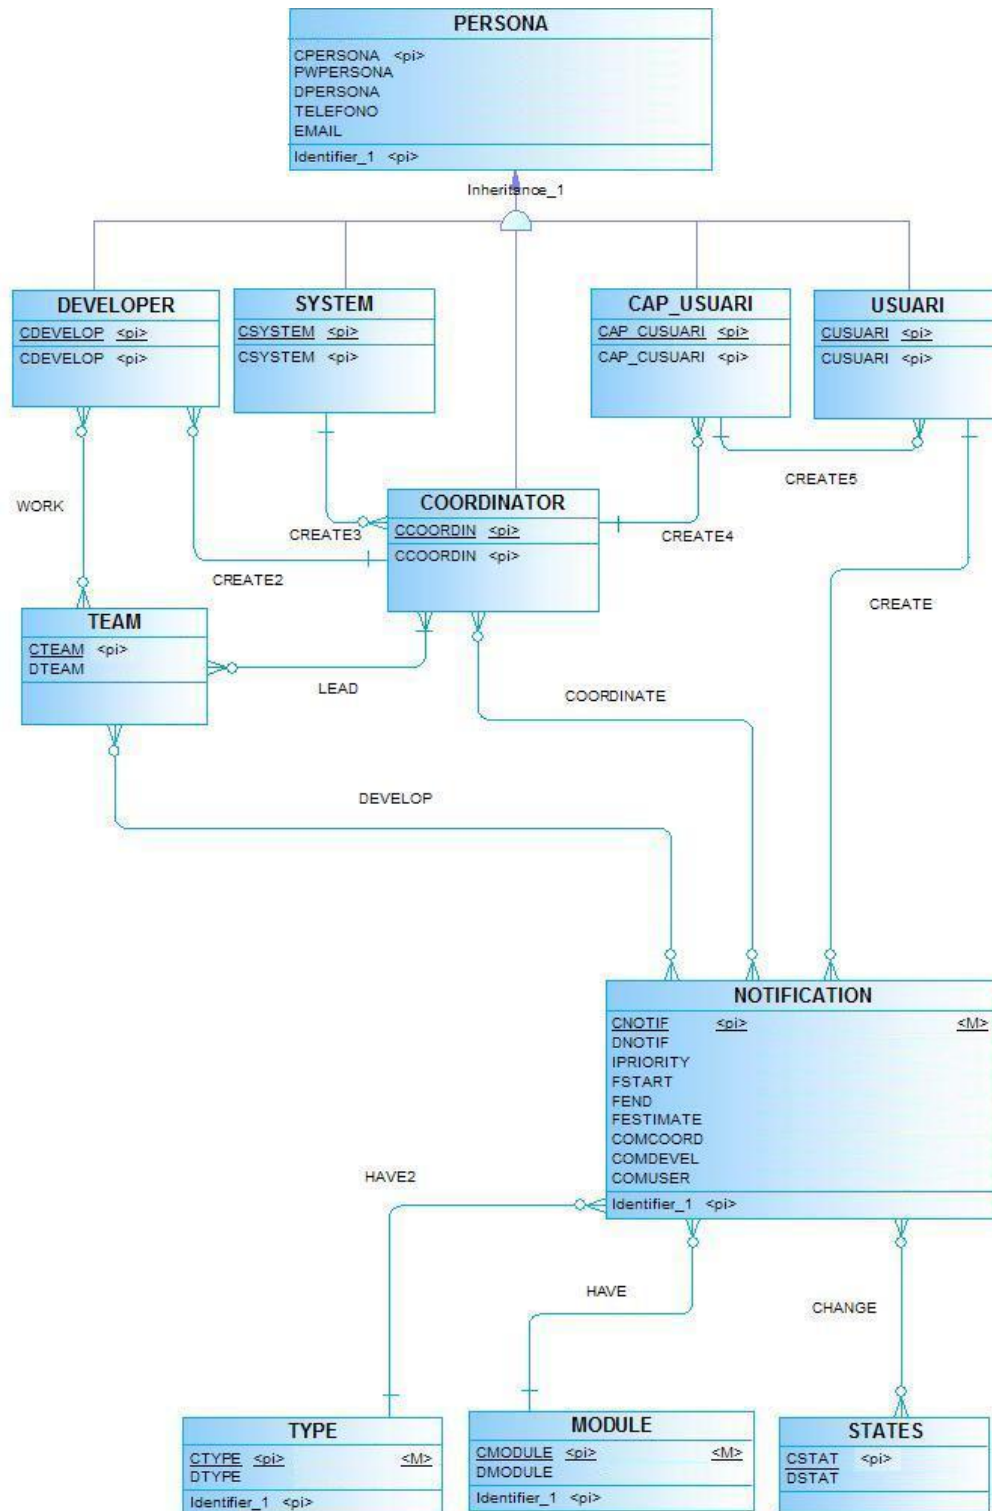 PERSONA
CPERSONA <pi>
PWPERSONA
DPERSONA
TELEFONO
EMAIL
Identifier_1 <pi>
Inheritance_1
DEVELOPER
CDEVELOP <pi>
CDEVELOP <pi>
SYSTEM
CSYSTEM <pi>
CSYSTEM <pi>
CAP_USUARI
CAP_CUSUARI <pi>
CAP_CUSUARI <pi>
USUARI
CUSUARI <pi>
CUSUARI <pi>
WORK
CREATE2
CREATE3
COORDINATOR
CCOORDIN <pi>
CCOORDIN <pi>
CREATE4
CREATE5
CREATE
TEAM
CTEAM <pi>
DTEAM
LEAD
COORDINATE
DEVELOP
NOTIFICATION
CNOTIF <pi> <M>
DNOTIF
IPRIORITY
FSTART
FEND
FESTIMATE
COMCOORD
COMDEVEL
COMUSER
Identifier_1 <pi>
HAVE2
HAVE
CHANGE
TYPE
CTYPE <pi> <M>
DTYPE
Identifier_1 <pi>
MODULE
CMODULE <pi> <M>
DMODULE
Identifier_1 <pi>
STATES
CSTAT <pi>
DSTAT